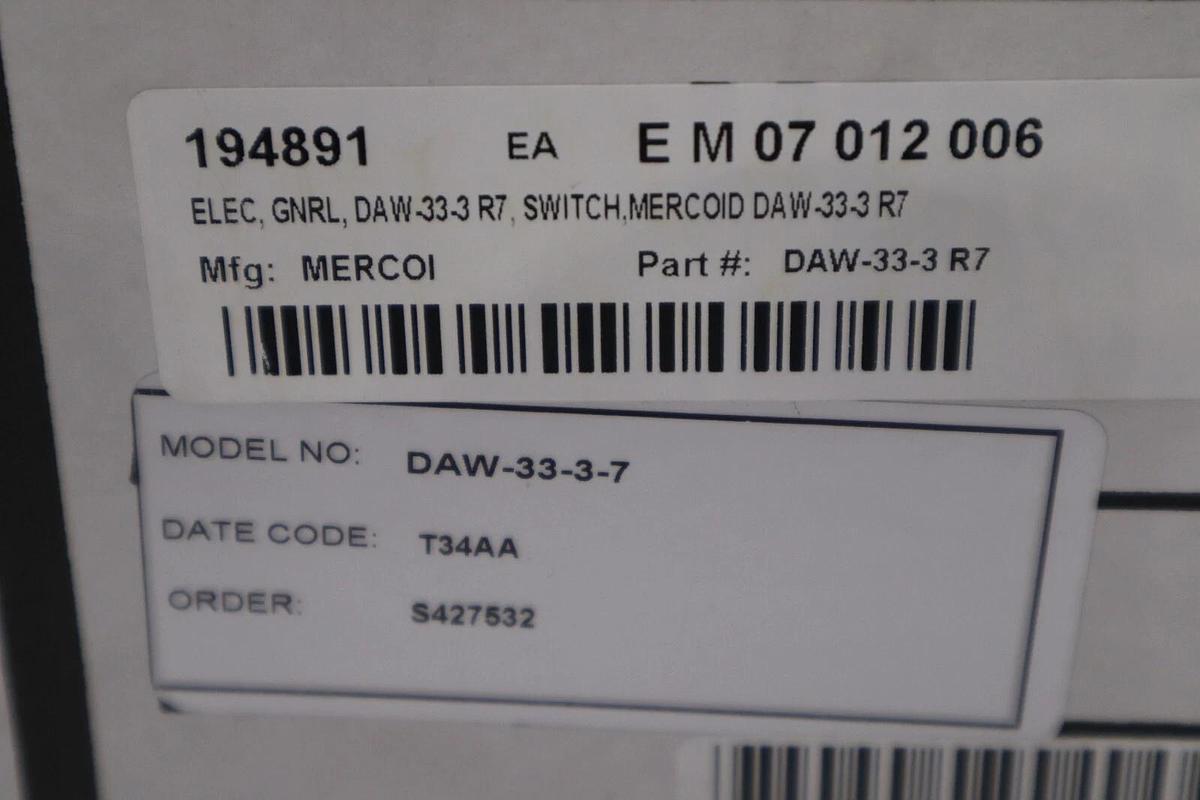 194891 EA E M 07 012 006
ELEC, GNRL, DAW-33-3 R7, SWITCH,MERCOID DAW-33-3 R7
Mfg: MERCOI Part #: DAW-33-3 R7
MODEL NO: DAW-33-3-7
DATE CODE: T34AA
ORDER: S427532